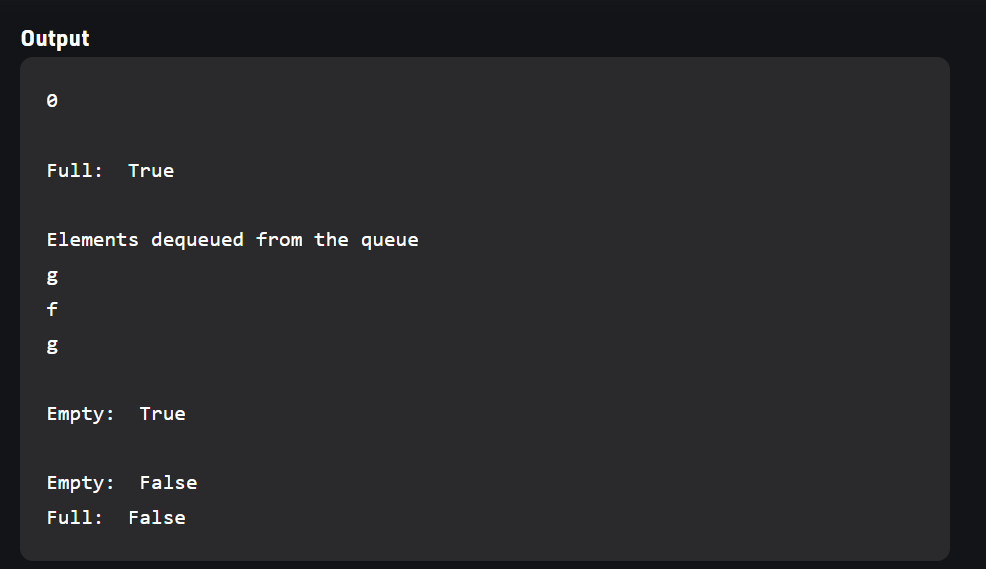 Output
0
Full:  True
Elements dequeued from the queue
g
f
g
Empty:  True
Empty:  False
Full:  False